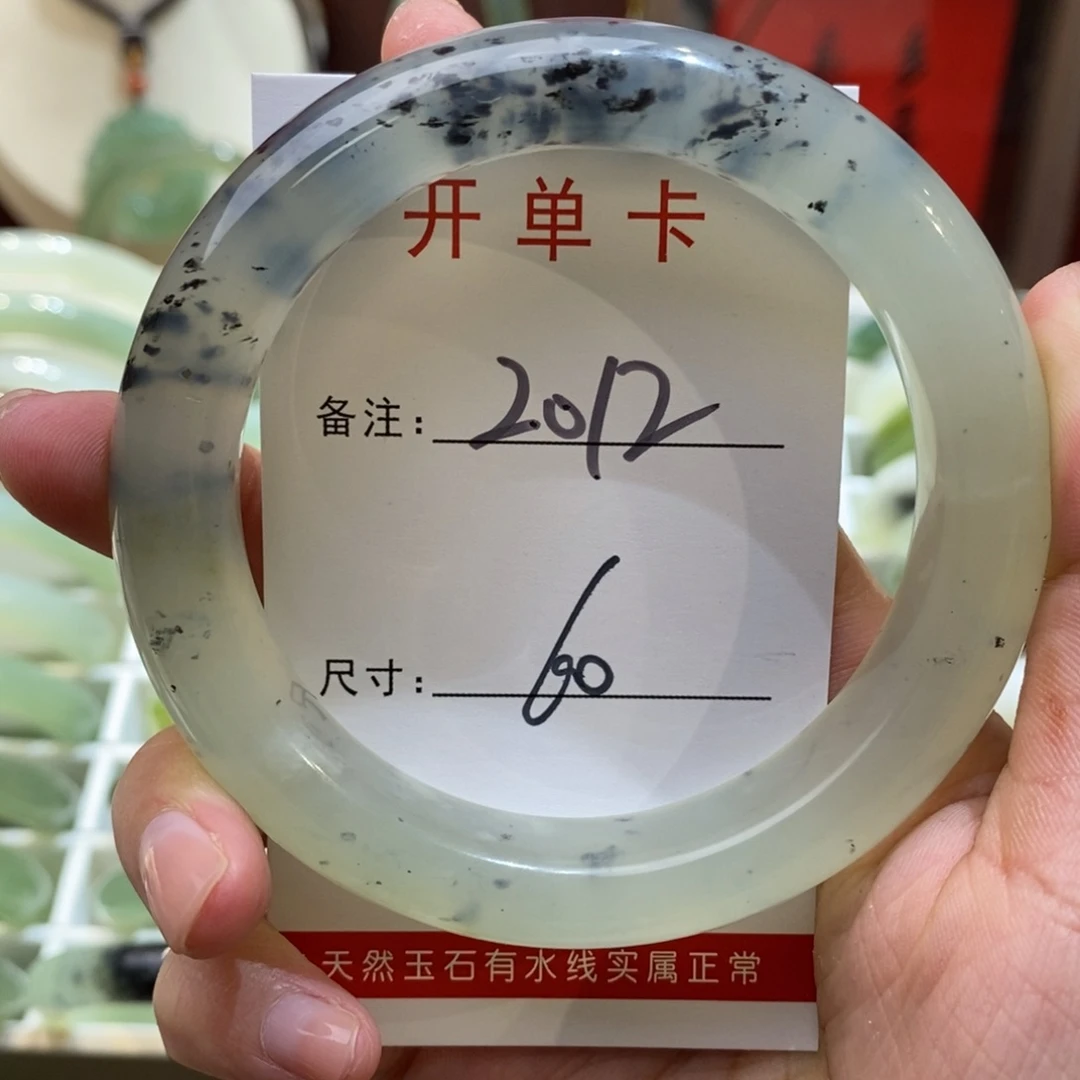 开单卡
备注: 2012
尺寸: 60
天然玉石有水线实属正常